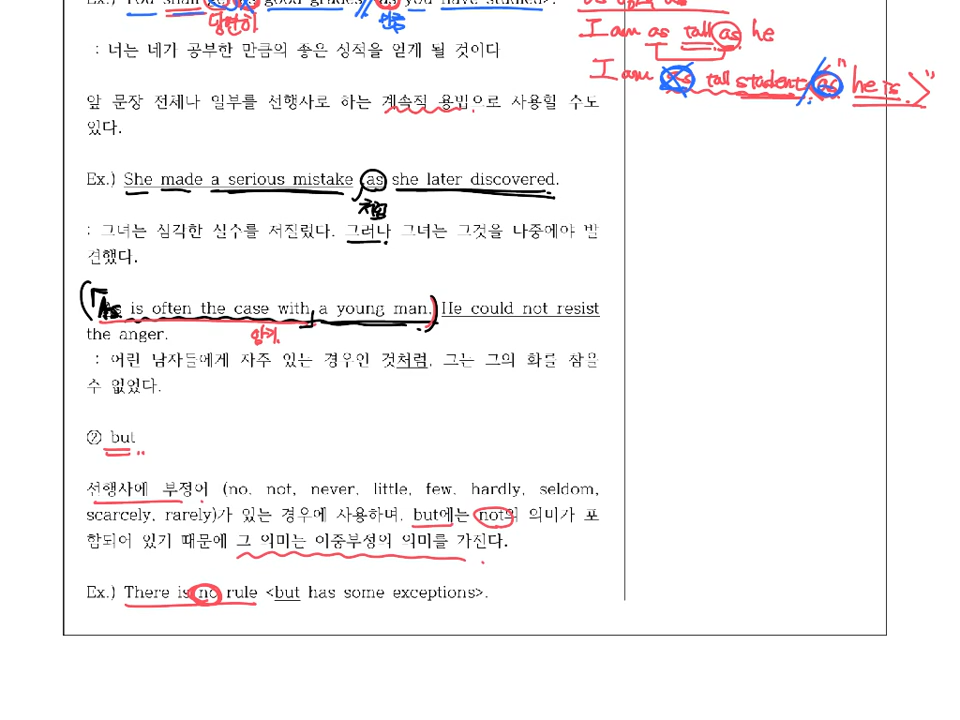 Ex.) You shall get as good grades as you have studied.
as 형용사 as
당연히
만큼
I am as tall as he
: 너는 네가 공부한 만큼의 좋은 성적을 얻게 될 것이다
I am as tall student as "he is"
앞 문장 전체나 일부를 선행사로 하는 계속적 용법으로 사용할 수도
있다.
Ex.) She made a serious mistake as she later discovered.
: 그녀는 심각한 실수를 저질렀다. 그러나 그녀는 그것을 나중에야 발
견했다.
As is often the case with a young man, He could not resist
the anger.
암기.
: 어린 남자들에게 자주 있는 경우인 것처럼, 그는 그의 화를 참을
수 없었다.
② but
선행사에 부정어 (no, not, never, little, few, hardly, seldom,
scarcely, rarely)가 있는 경우에 사용하며, but에는 not의 의미가 포
함되어 있기 때문에 그 의미는 이중부정의 의미를 가진다.
Ex.) There is no rule <but has some exceptions>.